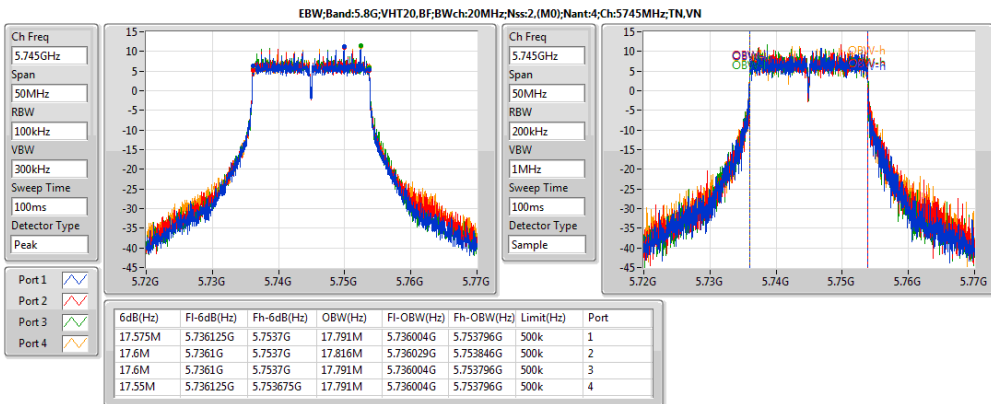 EBW;Band:5.8G;VHT20,BF;BWch:20MHz;Nss:2,(M0);Nant:4;Ch:5745MHz;TN,VN
Ch Freq
5.745GHz
Span
50MHz
RBW
100kHz
VBW
300kHz
Sweep Time
100ms
Detector Type
Peak
15
10
5
0
-5
-10
-15
-20
-25
-30
-35
-40
-45
5.72G 5.73G 5.74G 5.75G 5.76G 5.77G
Ch Freq
5.745GHz
Span
50MHz
RBW
200kHz
VBW
1MHz
Sweep Time
100ms
Detector Type
Sample
15
10
5
0
-5
-10
-15
-20
-25
-30
-35
-40
-45
OBW-h
OBW-h
5.72G 5.73G 5.74G 5.75G 5.76G 5.77G
Port 1
Port 2
Port 3
Port 4
6dB(Hz) Fl-6dB(Hz) Fh-6dB(Hz) OBW(Hz) Fl-OBW(Hz) Fh-OBW(Hz) Limit(Hz) Port
17.575M 5.736125G 5.7537G 17.791M 5.736004G 5.753796G 500k 1
17.6M 5.7361G 5.7537G 17.816M 5.736029G 5.753846G 500k 2
17.6M 5.7361G 5.7537G 17.791M 5.736004G 5.753796G 500k 3
17.55M 5.736125G 5.753675G 17.791M 5.736004G 5.753796G 500k 4